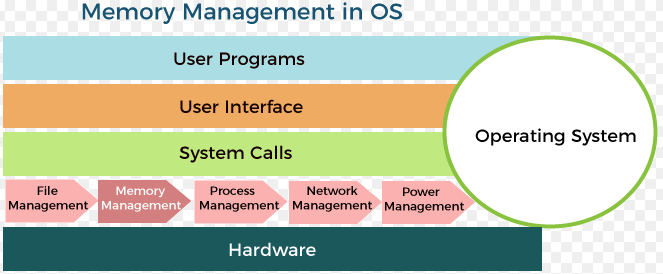 Memory Management in OS
User Programs
User Interface
System Calls
Operating System
File
Management
Memory
Management
Process
Management
Network
Management
Power
Management
Hardware